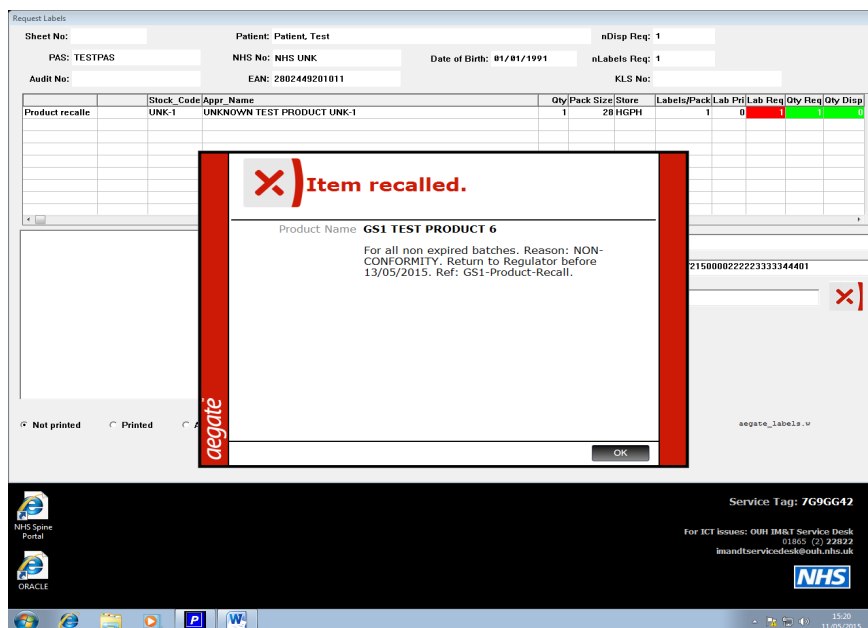 Request Labels
Sheet No: Patient: Patient, Test nDisp Req: 1
PAS: TESTPAS NHS No: NHS UNK Date of Birth: 01/01/1991 nLabels Req: 1
Audit No: EAN: 2802449201011 KLS No:
Stock_Code Appr_Name Qty Pack Size Store Labels/Pack Lab Pri Lab Req Qty Req Qty Disp
Product recalle UNK-1 UNKNOWN TEST PRODUCT UNK-1 1 28 HGPH 1 0 1 1 0
Item recalled.
Product Name GS1 TEST PRODUCT 6
For all non expired batches. Reason: NON-
CONFORMITY. Return to Regulator before
13/05/2015. Ref: GS1-Product-Recall.
aegate
OK
Not printed Printed
aegate_labels.w
NHS Spine
Portal
ORACLE
Service Tag: 7G9GG42
For ICT issues: OUH IM&T Service Desk
01865 (2) 22822
imandtservicedesk@ouh.nhs.uk
NHS
P W
15:20
11/05/2015